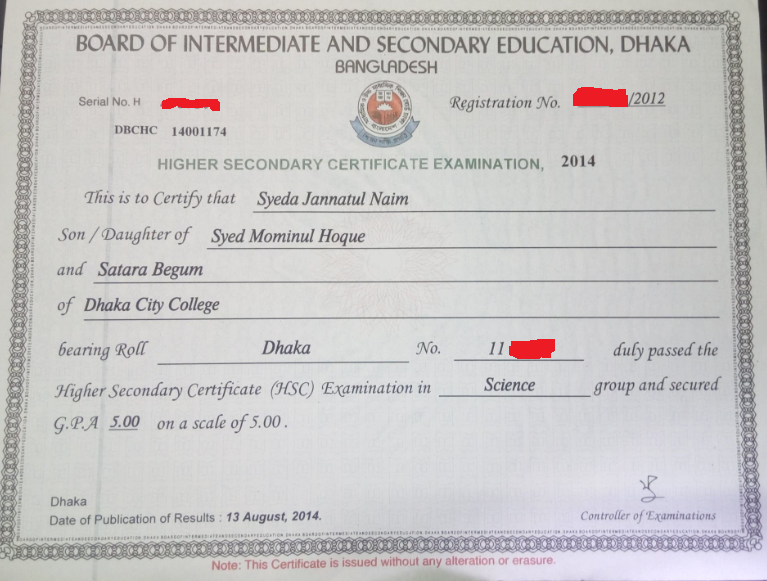 BOARD OF INTERMEDIATE AND SECONDARY EDUCATION, DHAKA
BANGLADESH
Serial No. H
Registration No. /2012
DBCHC 14001174
HIGHER SECONDARY CERTIFICATE EXAMINATION, 2014
This is to Certify that Syeda Jannatul Naim
Son / Daughter of Syed Mominul Hoque
and Satara Begum
of Dhaka City College
bearing Roll Dhaka No. 11 duly passed the
Higher Secondary Certificate (HSC) Examination in Science group and secured
G.P.A 5.00 on a scale of 5.00 .
Dhaka
Date of Publication of Results : 13 August, 2014.
Controller of Examinations
Note: This Certificate is issued without any alteration or erasure.